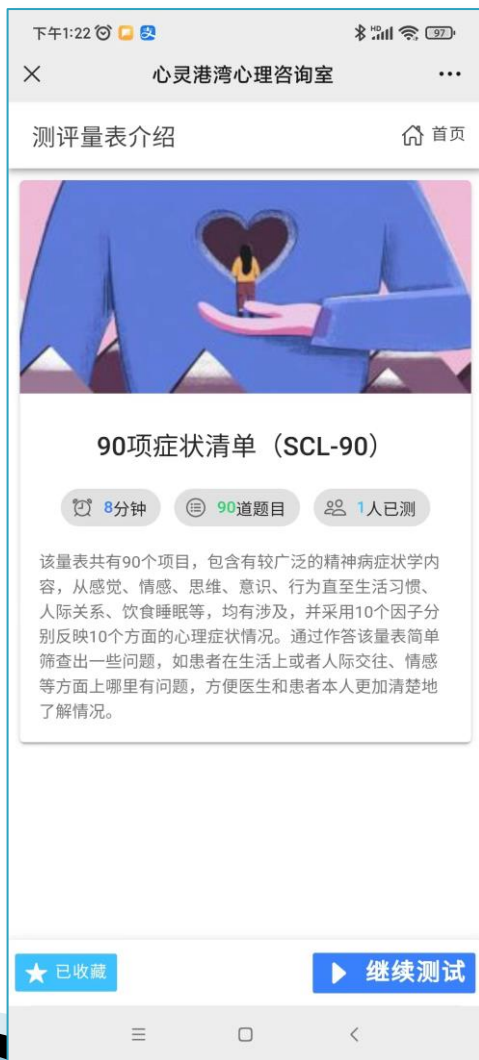 下午1:22
97
心灵港湾心理咨询室
测评量表介绍
首页
90项症状清单（SCL-90）
8分钟
90道题目
1人已测
该量表共有90个项目，包含有较广泛的精神病症状学内
容，从感觉、情感、思维、意识、行为直至生活习惯、
人际关系、饮食睡眠等，均有涉及，并采用10个因子分
别反映10个方面的心理症状情况。通过作答该量表简单
筛查出一些问题，如患者在生活上或者人际交往、情感
等方面上哪里有问题，方便医生和患者本人更加清楚地
了解情况。
已收藏
继续测试